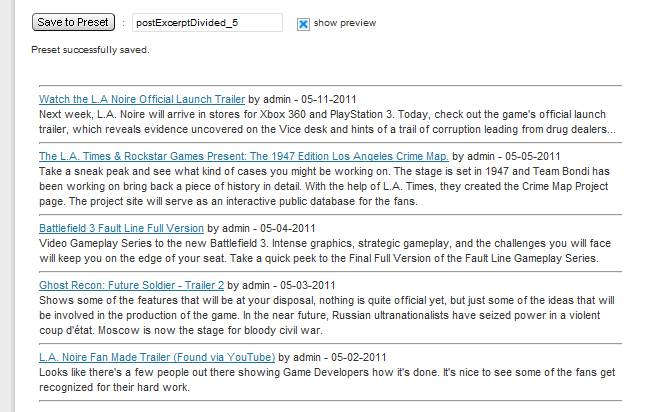 Save to Preset : postExcerptDivided_5 show preview
Preset successfully saved.
Watch the L.A Noire Official Launch Trailer by admin - 05-11-2011
Next week, L.A. Noire will arrive in stores for Xbox 360 and PlayStation 3. Today, check out the game's official launch
trailer, which reveals evidence uncovered on the Vice desk and hints of a trail of corruption leading from drug dealers...
The L.A. Times & Rockstar Games Present: The 1947 Edition Los Angeles Crime Map. by admin - 05-05-2011
Take a sneak peak and see what kind of cases you might be working on. The stage is set in 1947 and Team Bondi has
been working on bring back a piece of history in detail. With the help of L.A. Times, they created the Crime Map Project
page. The project site will serve as an interactive public database for the fans.
Battlefield 3 Fault Line Full Version by admin - 05-04-2011
Video Gameplay Series to the new Battlefield 3. Intense graphics, strategic gameplay, and the challenges you will face
will keep you on the edge of your seat. Take a quick peek to the Final Full Version of the Fault Line Gameplay Series.
Ghost Recon: Future Soldier - Trailer 2 by admin - 05-03-2011
Shows some of the features that will be at your disposal, nothing is quite official yet, but just some of the ideas that will
be involved in the production of the game. In the near future, Russian ultranationalists have seized power in a violent
coup d'état. Moscow is now the stage for bloody civil war.
L.A. Noire Fan Made Trailer (Found via YouTube) by admin - 05-02-2011
Looks like there's a few people out there showing Game Developers how it's done. It's nice to see some of the fans get
recognized for their hard work.